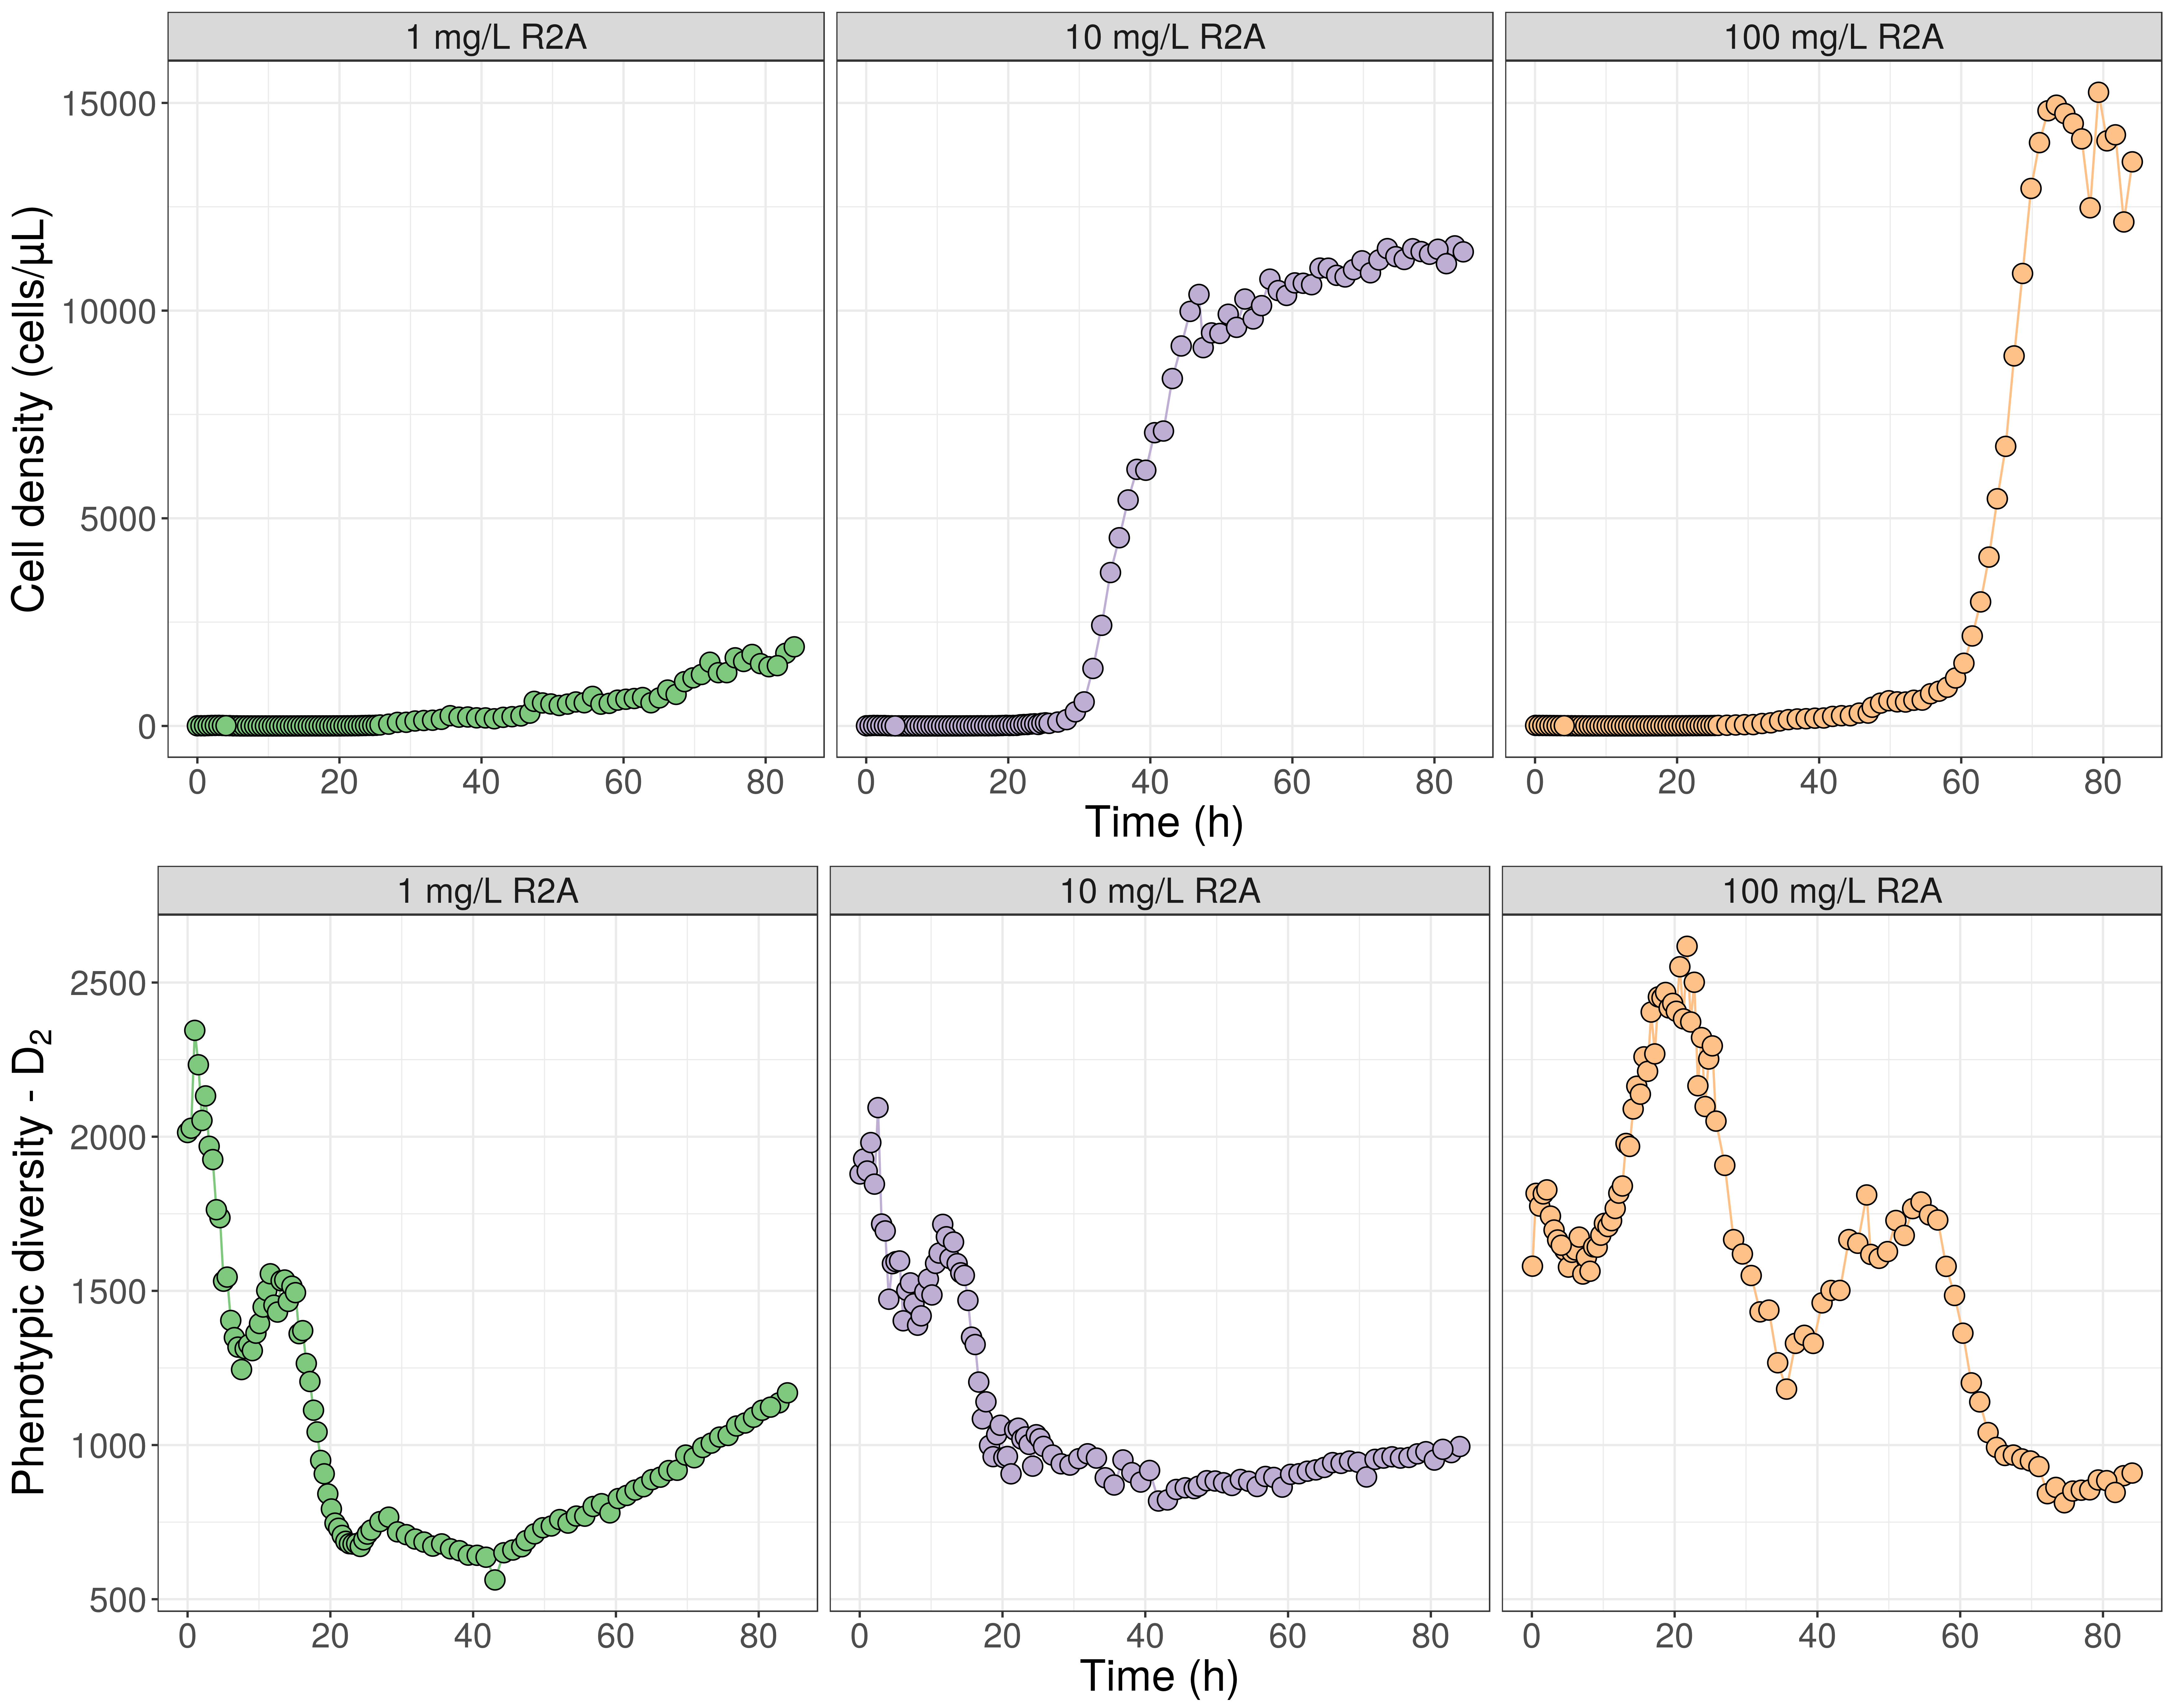 1 mg/L R2A
10 mg/L R2A
100 mg/L R2A
Cell density (cells/µL)
15000
10000
5000
0
0 20 40 60 80
0 20 40 60 80
0 20 40 60 80
Time (h)
1 mg/L R2A
10 mg/L R2A
100 mg/L R2A
Phenotypic diversity - D₂
2500
2000
1500
1000
500
0 20 40 60 80
0 20 40 60 80
0 20 40 60 80
Time (h)